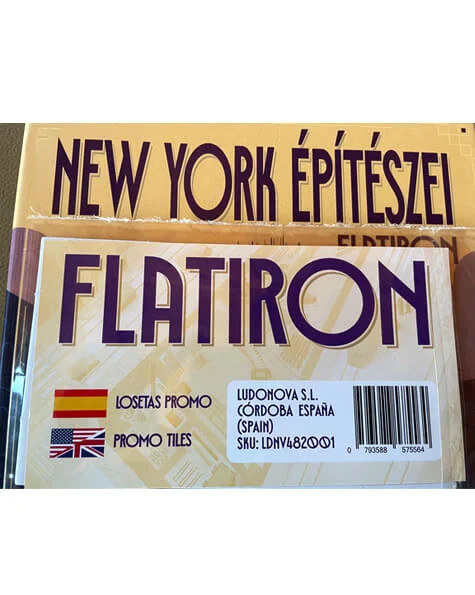 NEW YORK ÉPÍTÉSZEI
FLATIRON
FLATIRON
LOSETAS PROMO
PROMO TILES
LUDONOVA S.L.
CÓRDOBA ESPAÑA
(SPAIN)
SKU: LDNV482001
0 793588 575564